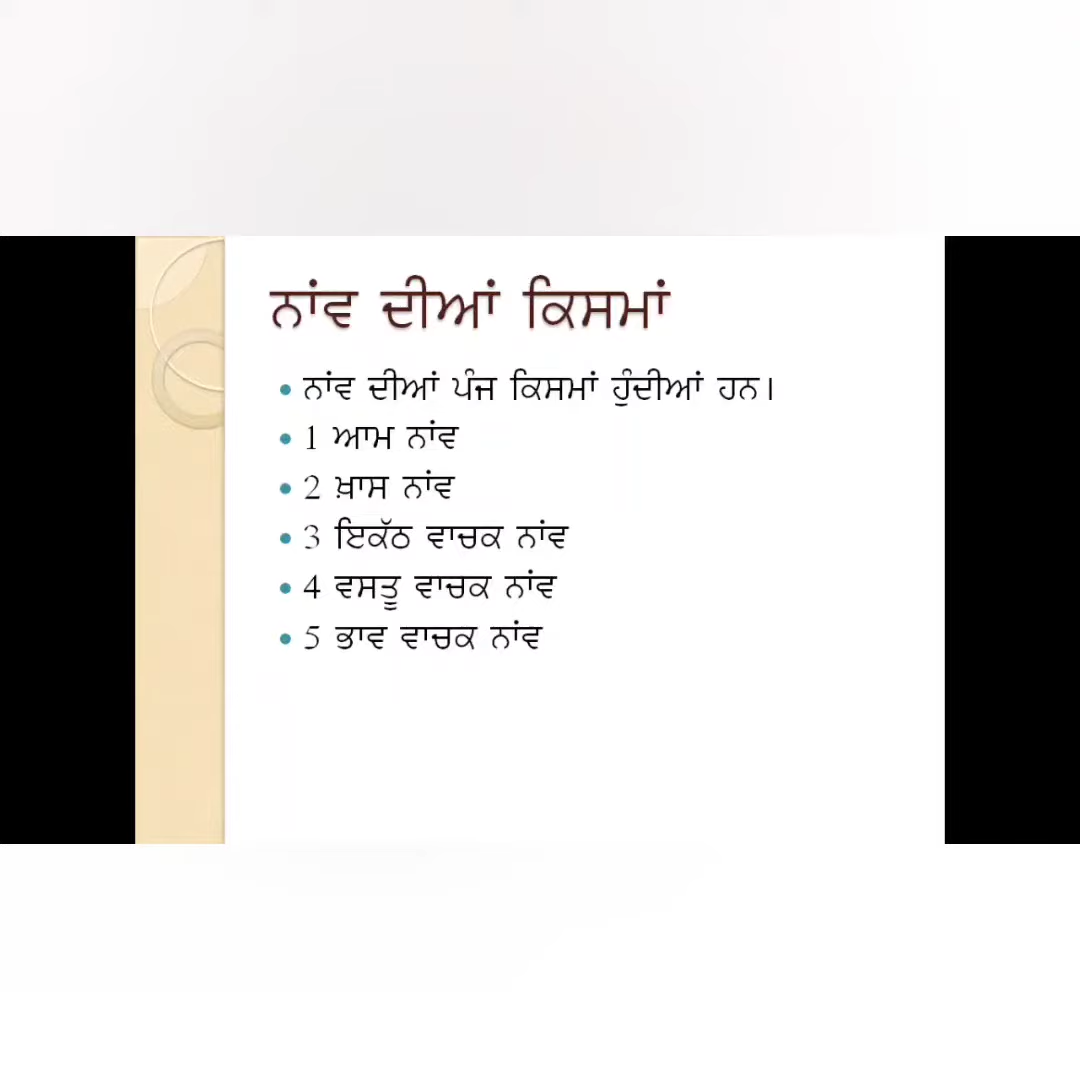 ਨਾਂਵ ਦੀਆਂ ਕਿਸਮਾਂ
• ਨਾਂਵ ਦੀਆਂ ਪੰਜ ਕਿਸਮਾਂ ਹੁੰਦੀਆਂ ਹਨ।
• 1 ਆਮ ਨਾਂਵ
• 2 ਖ਼ਾਸ ਨਾਂਵ
• 3 ਇਕੱਠ ਵਾਚਕ ਨਾਂਵ
• 4 ਵਸਤੂ ਵਾਚਕ ਨਾਂਵ
• 5 ਭਾਵ ਵਾਚਕ ਨਾਂਵ